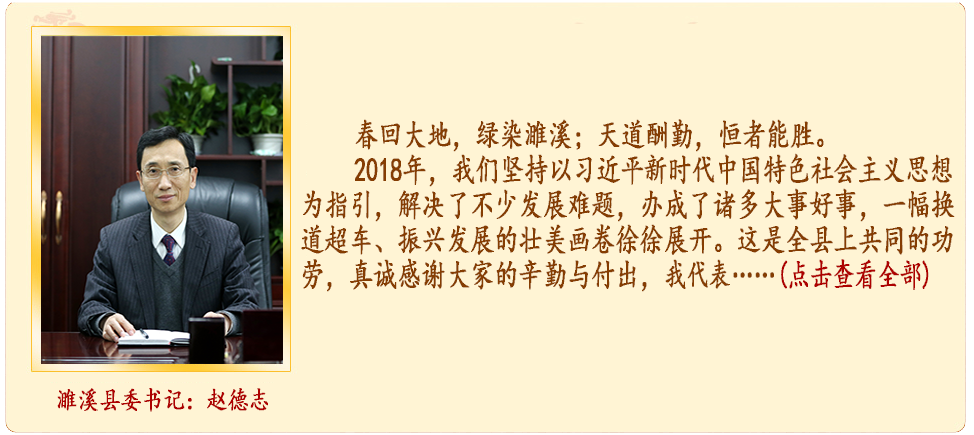 春回大地，绿染濉溪；天道酬勤，恒者能胜。
2018年，我们坚持以习近平新时代中国特色社会主义思想
为指引，解决了不少发展难题，办成了诸多大事好事，一幅换
道超车、振兴发展的壮美画卷徐徐展开。这是全县上共同的功
劳，真诚感谢大家的辛勤与付出，我代表……(点击查看全部)
濉溪县委书记：赵德志